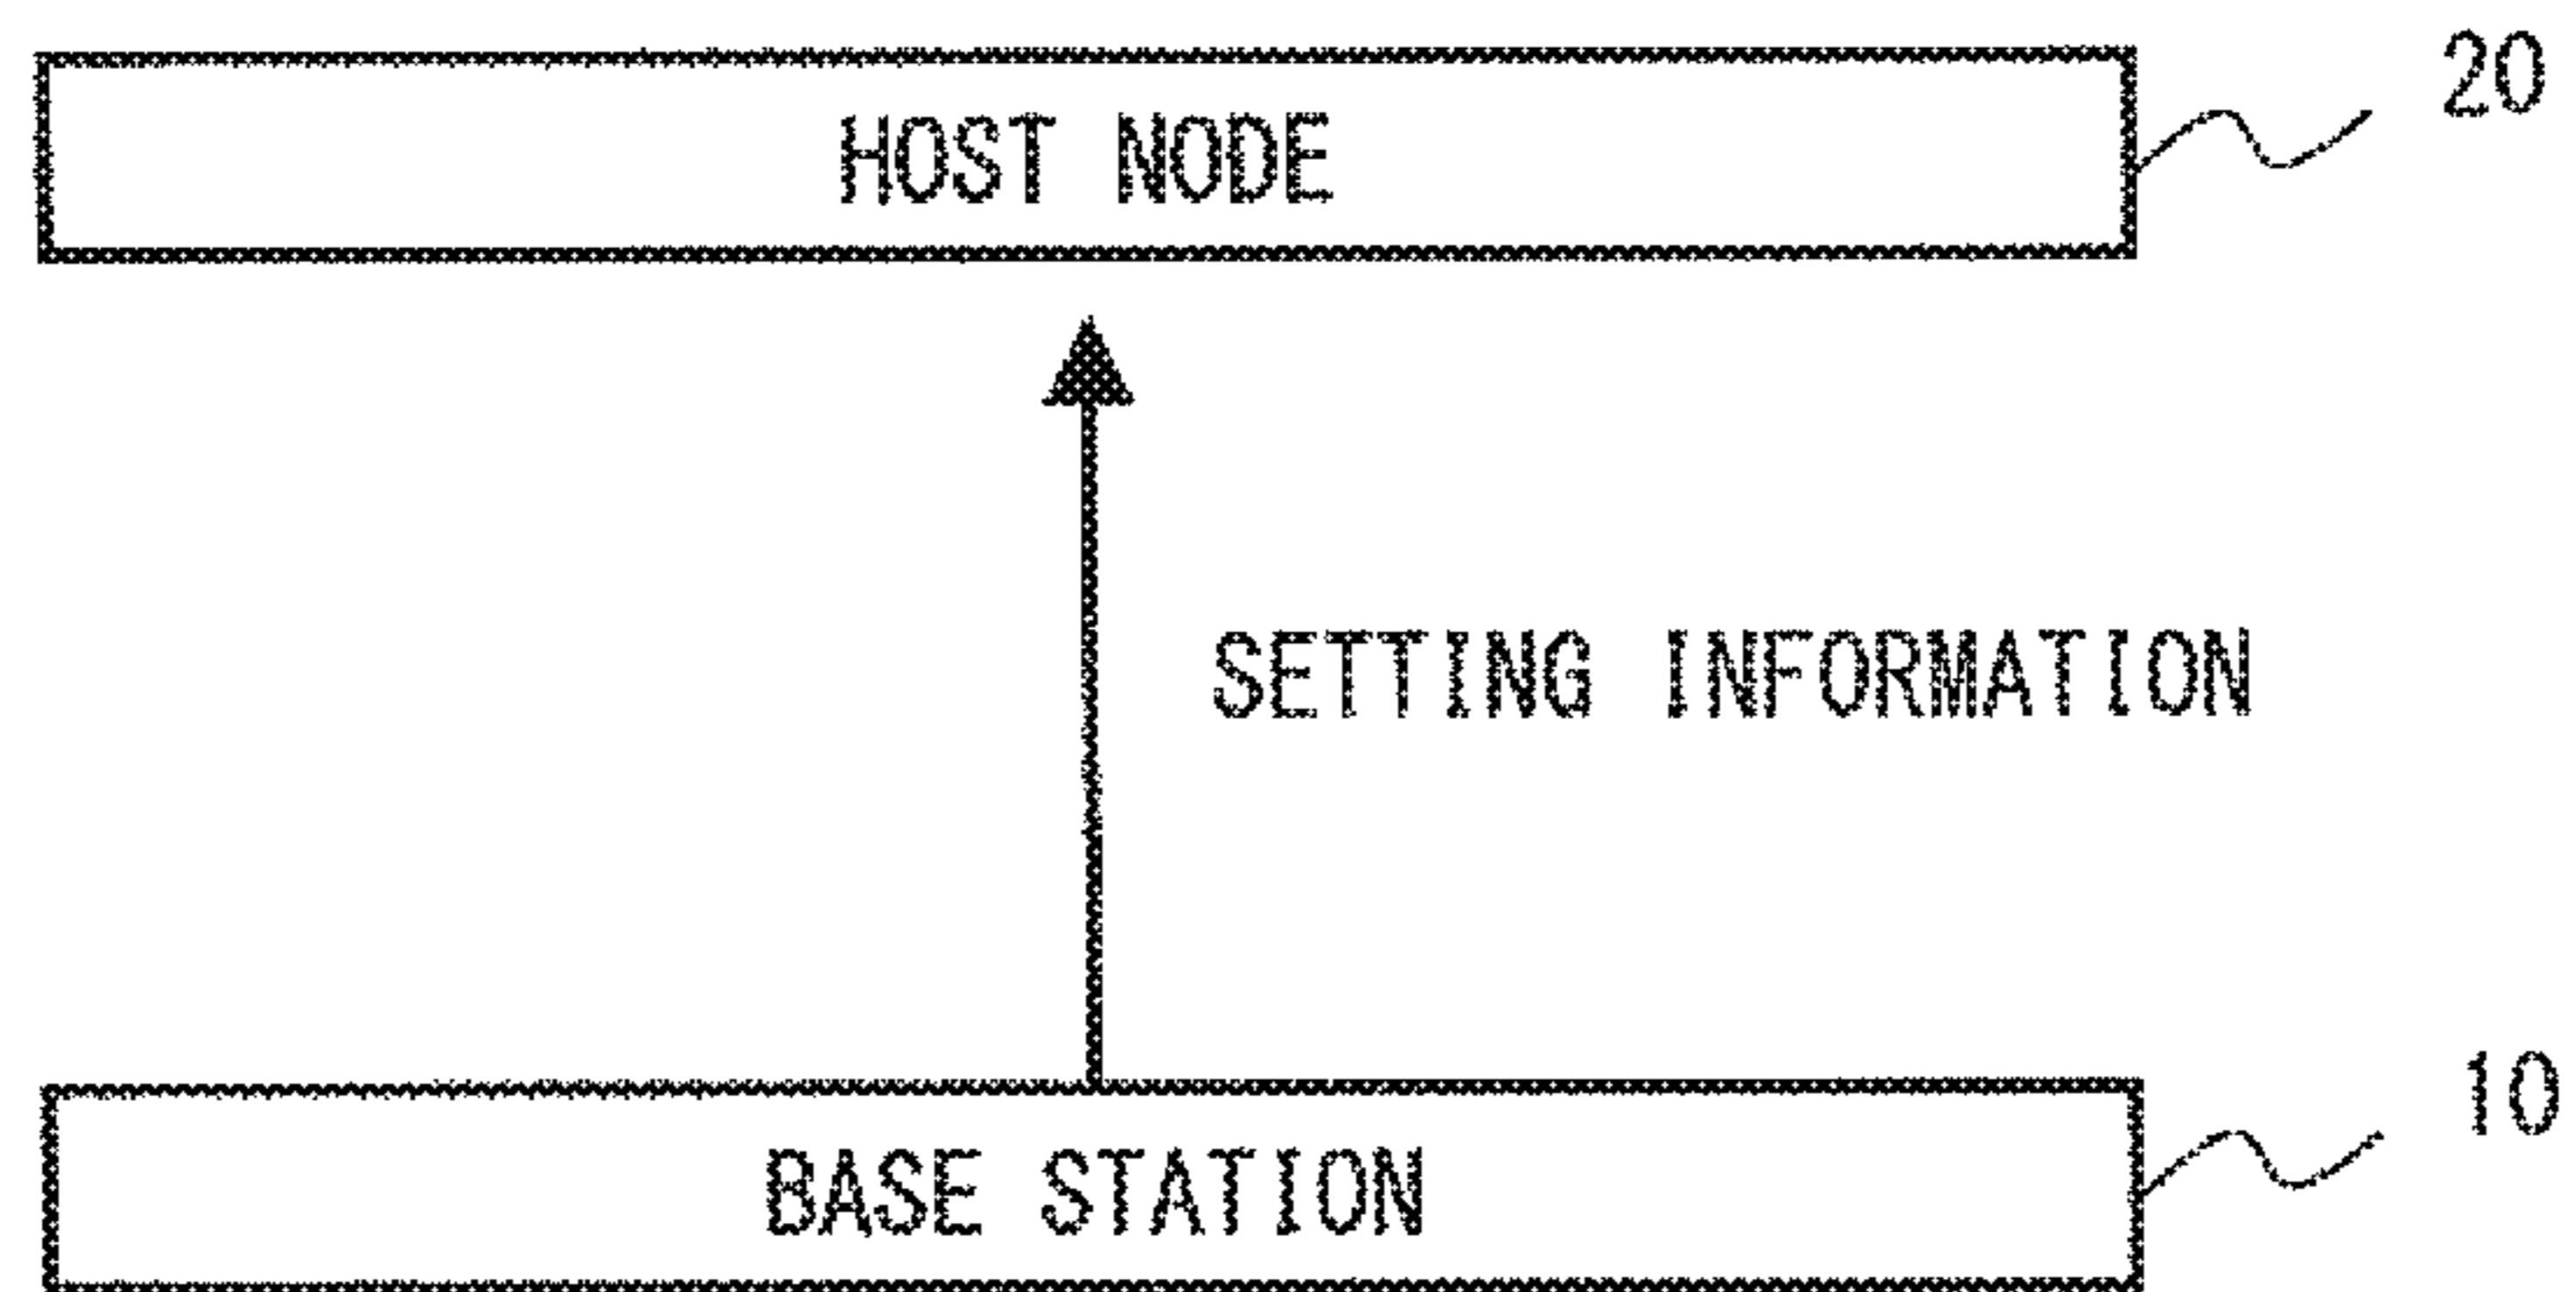 20
HOST NODE
SETTING INFORMATION
10
BASE STATION